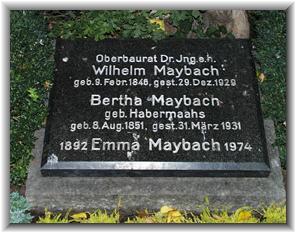 Oberbaurat Dr. Jng. e.h.
Wilhelm Maybach
geb. 9. Febr. 1846, gest. 29. Dez. 1929
Bertha Maybach
geb. Habermaahs
geb. 8. Aug. 1851, gest. 31. März 1931
1892 Emma Maybach 1974